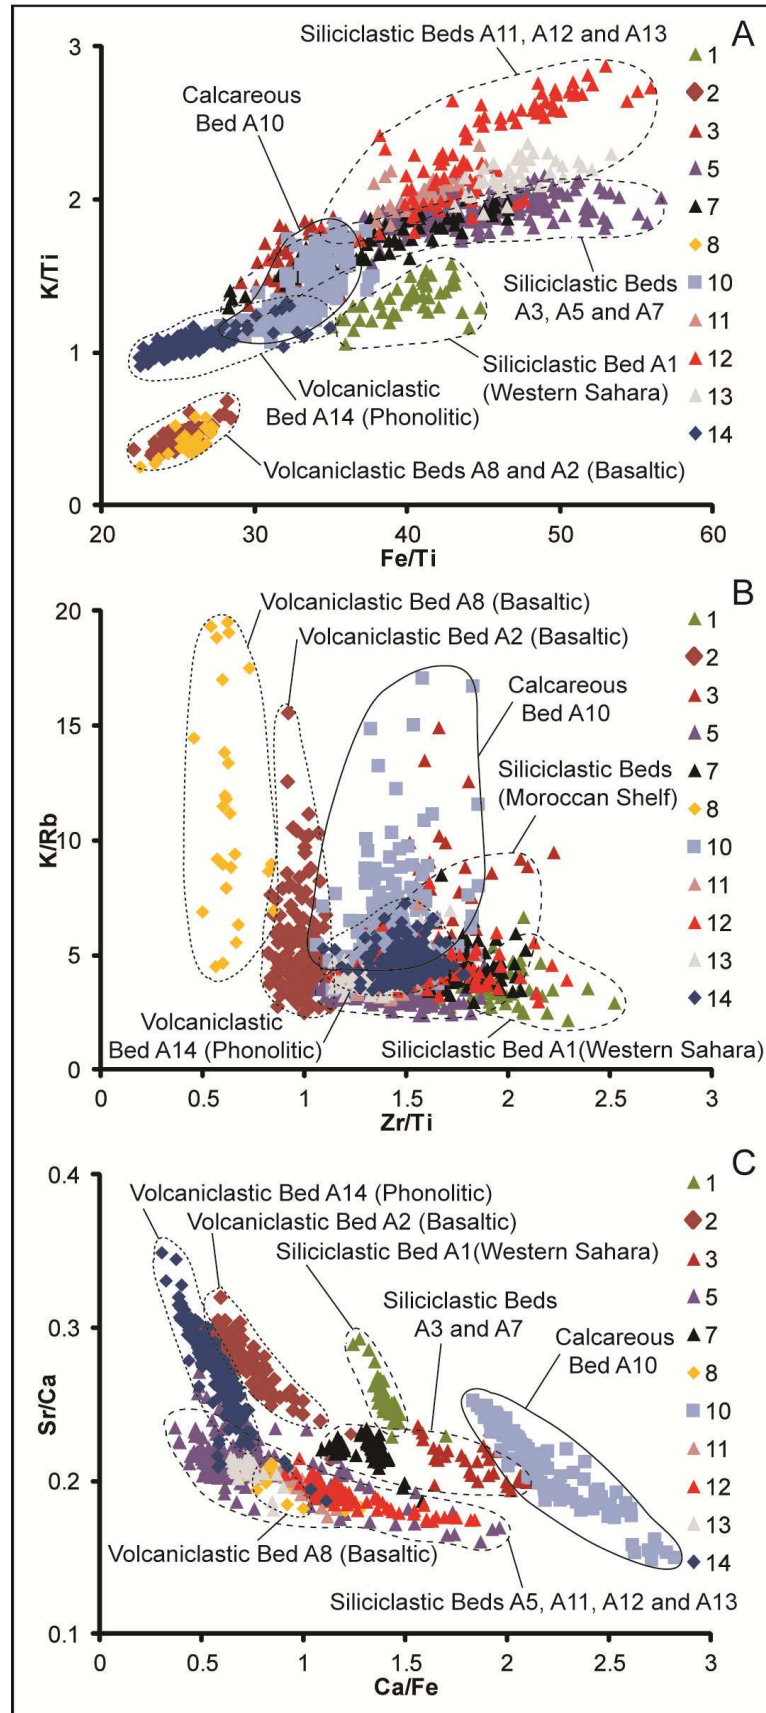 A
Siliciclastic Beds A11, A12 and A13
Calcareous
Bed A10
Siliciclastic Beds
A3, A5 and A7
Siliciclastic Bed A1
(Western Sahara)
Volcaniclastic
Bed A14 (Phonolitic)
Volcaniclastic Beds A8 and A2 (Basaltic)
K/Ti
3
2
1
0
20
30
40
50
60
Fe/Ti
1
2
3
5
7
8
10
11
12
13
14
B
Volcaniclastic Bed A8 (Basaltic)
Volcaniclastic Bed A2 (Basaltic)
Calcareous
Bed A10
Siliciclastic Beds
(Moroccan Shelf)
Volcaniclastic
Bed A14 (Phonolitic)
Siliciclastic Bed A1(Western Sahara)
K/Rb
20
15
10
5
0
0
0.5
1
1.5
2
2.5
3
Zr/Ti
1
2
3
5
7
8
10
11
12
13
14
C
Volcaniclastic Bed A14 (Phonolitic)
Volcaniclastic Bed A2 (Basaltic)
Siliciclastic Bed A1(Western Sahara)
Siliciclastic Beds
A3 and A7
Calcareous
Bed A10
Volcaniclastic Bed A8 (Basaltic)
Siliciclastic Beds A5, A11, A12 and A13
Sr/Ca
0.4
0.3
0.2
0.1
0
0.5
1
1.5
2
2.5
3
Ca/Fe
1
2
3
5
7
8
10
11
12
13
14